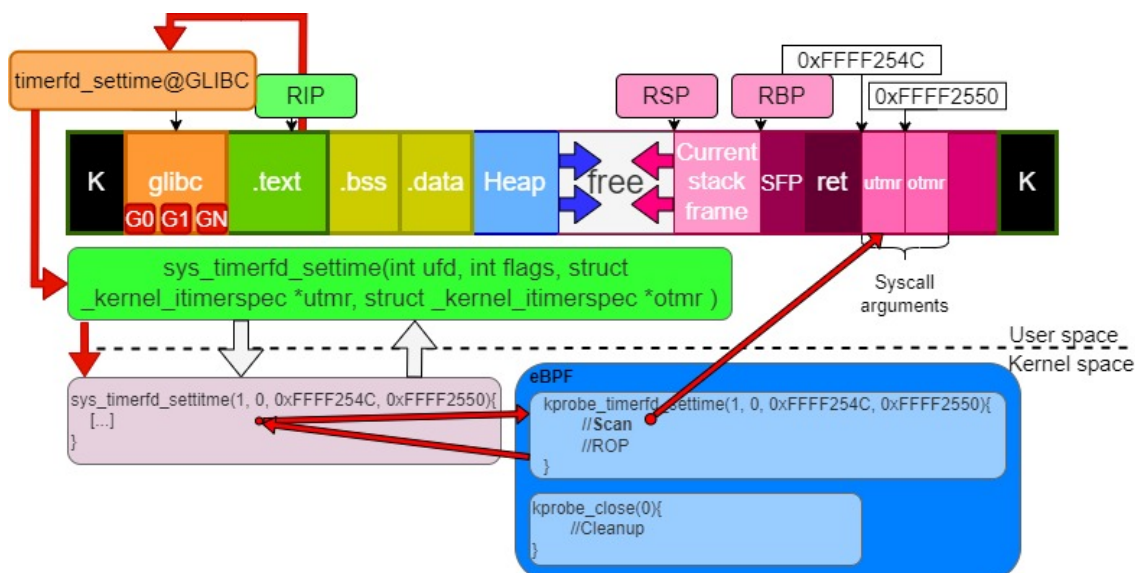 timerfd_settime@GLIBC
RIP
RSP
RBP
0xFFFF254C
0xFFFF2550
K
glibc
G0 G1 GN
.text
.bss
.data
Heap
free
Current
stack
frame
SFP
ret
utmr
otmr
K
sys_timerfd_settime(int ufd, int flags, struct
_kernel_itimerspec *utmr, struct _kernel_itimerspec *otmr )
Syscall
arguments
User space
Kernel space
sys_timerfd_settitme(1, 0, 0xFFFF254C, 0xFFFF2550){
[...]
}
eBPF
kprobe_timerfd_settime(1, 0, 0xFFFF254C, 0xFFFF2550){
//Scan
//ROP
}
kprobe_close(0){
//Cleanup
}